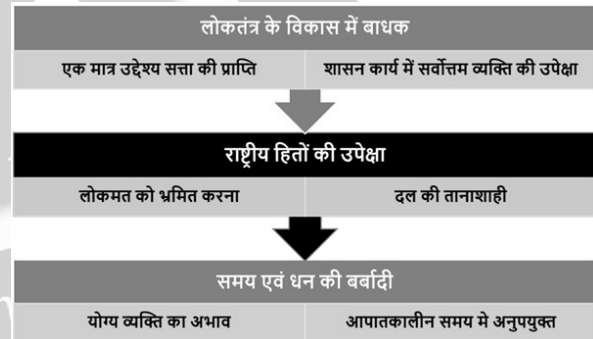 लोकतंत्र के विकास में बाधक
एक मात्र उद्देश्य सत्ता की प्राप्ति
शासन कार्य में सर्वोत्तम व्यक्ति की उपेक्षा
राष्ट्रीय हितों की उपेक्षा
लोकमत को भ्रमित करना
दल की तानाशाही
समय एवं धन की बर्बादी
योग्य व्यक्ति का अभाव
आपातकालीन समय मे अनुपयुक्त